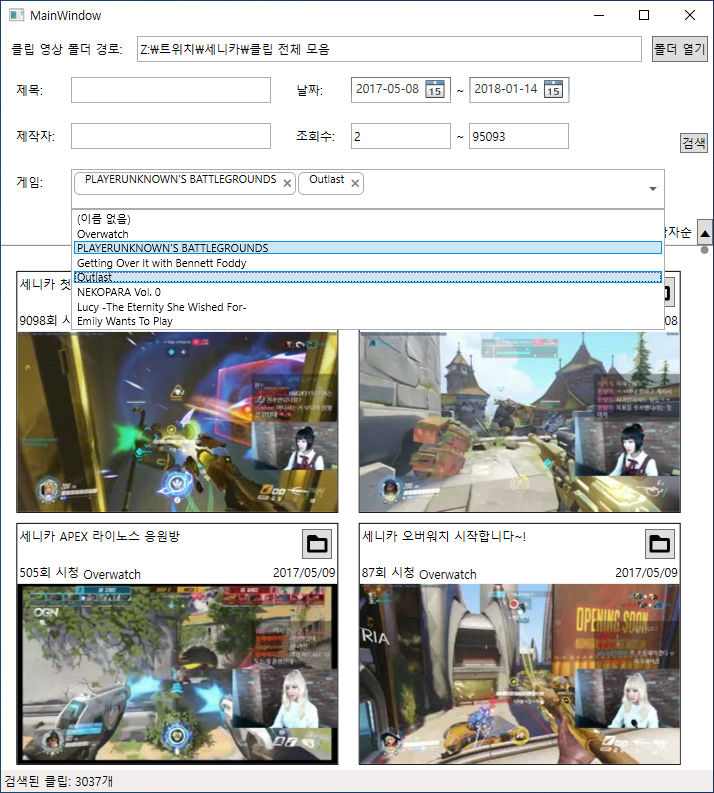 MainWindow
클립 영상 폴더 경로: Z:₩트위치₩세니카₩클립 전체 모음 폴더 열기
제목: 날짜: 2017-05-08 15 ~ 2018-01-14 15
제작자: 조회수: 2 ~ 95093 검색
게임: PLAYERUNKNOWN'S BATTLEGROUNDS Outlast
(이름 없음)
Overwatch
PLAYERUNKNOWN'S BATTLEGROUNDS
Getting Over It with Bennett Foddy
Outlast
NEKOPARA Vol. 0
Lucy -The Eternity She Wished For-
Emily Wants To Play
자순
세니카 첫
9098회 시
08
세니카 APEX 라이노스 응원방
505회 시청 Overwatch 2017/05/09
OGN
세니카 오버워치 시작합니다~!
87회 시청 Overwatch 2017/05/09
OPENING SOON
RIA
검색된 클립: 3037개